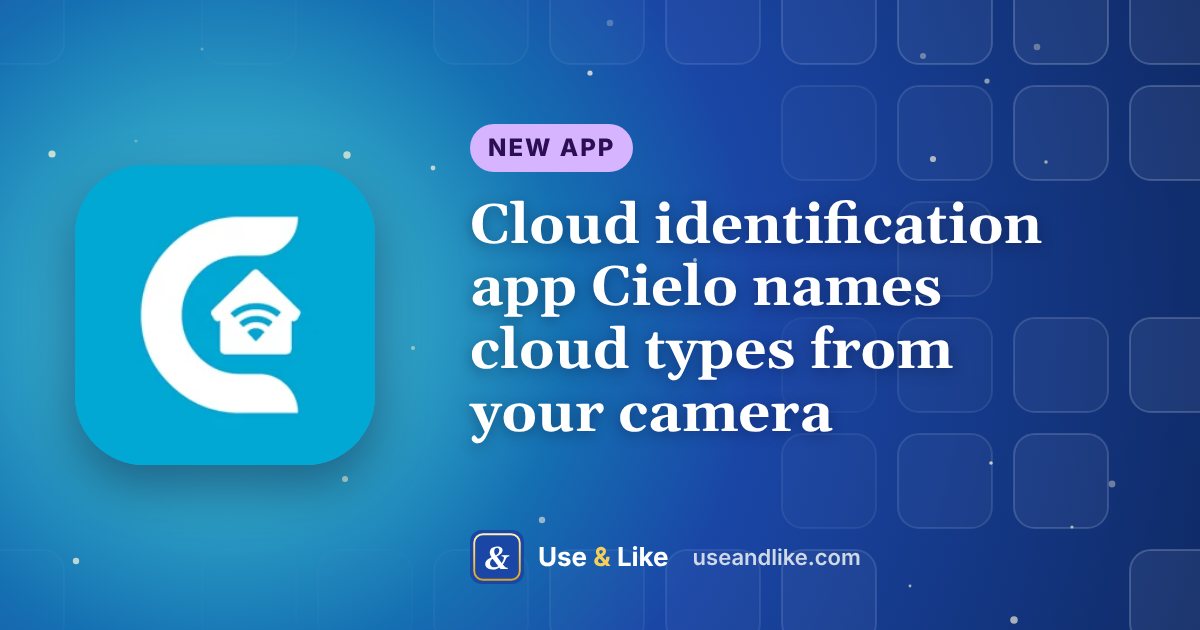 NEW APP
Cloud identification
app Cielo names
cloud types from
your camera
& Use & Like useandlike.com